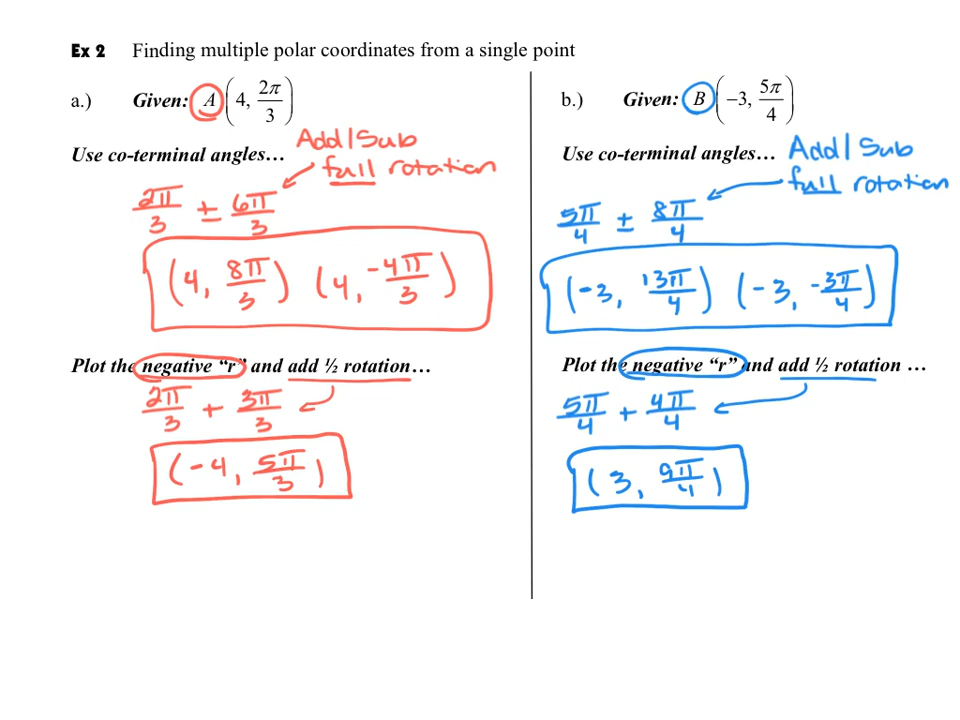 Ex 2 Finding multiple polar coordinates from a single point
a.) Given: A (4, 2π/3)
Use co-terminal angles…
Add/Sub
full rotation
2π/3 ± 6π/3
(4, 8π/3) (4, -4π/3)
Plot the negative “r” and add ½ rotation…
2π/3 + 3π/3
(-4, 5π/3)
b.) Given: B (−3, 5π/4)
Use co-terminal angles…
Add/Sub
full rotation
5π/4 ± 8π/4
(-3, 13π/4) (-3, -3π/4)
Plot the negative “r” and add ½ rotation …
5π/4 + 4π/4
(3, 9π/4)